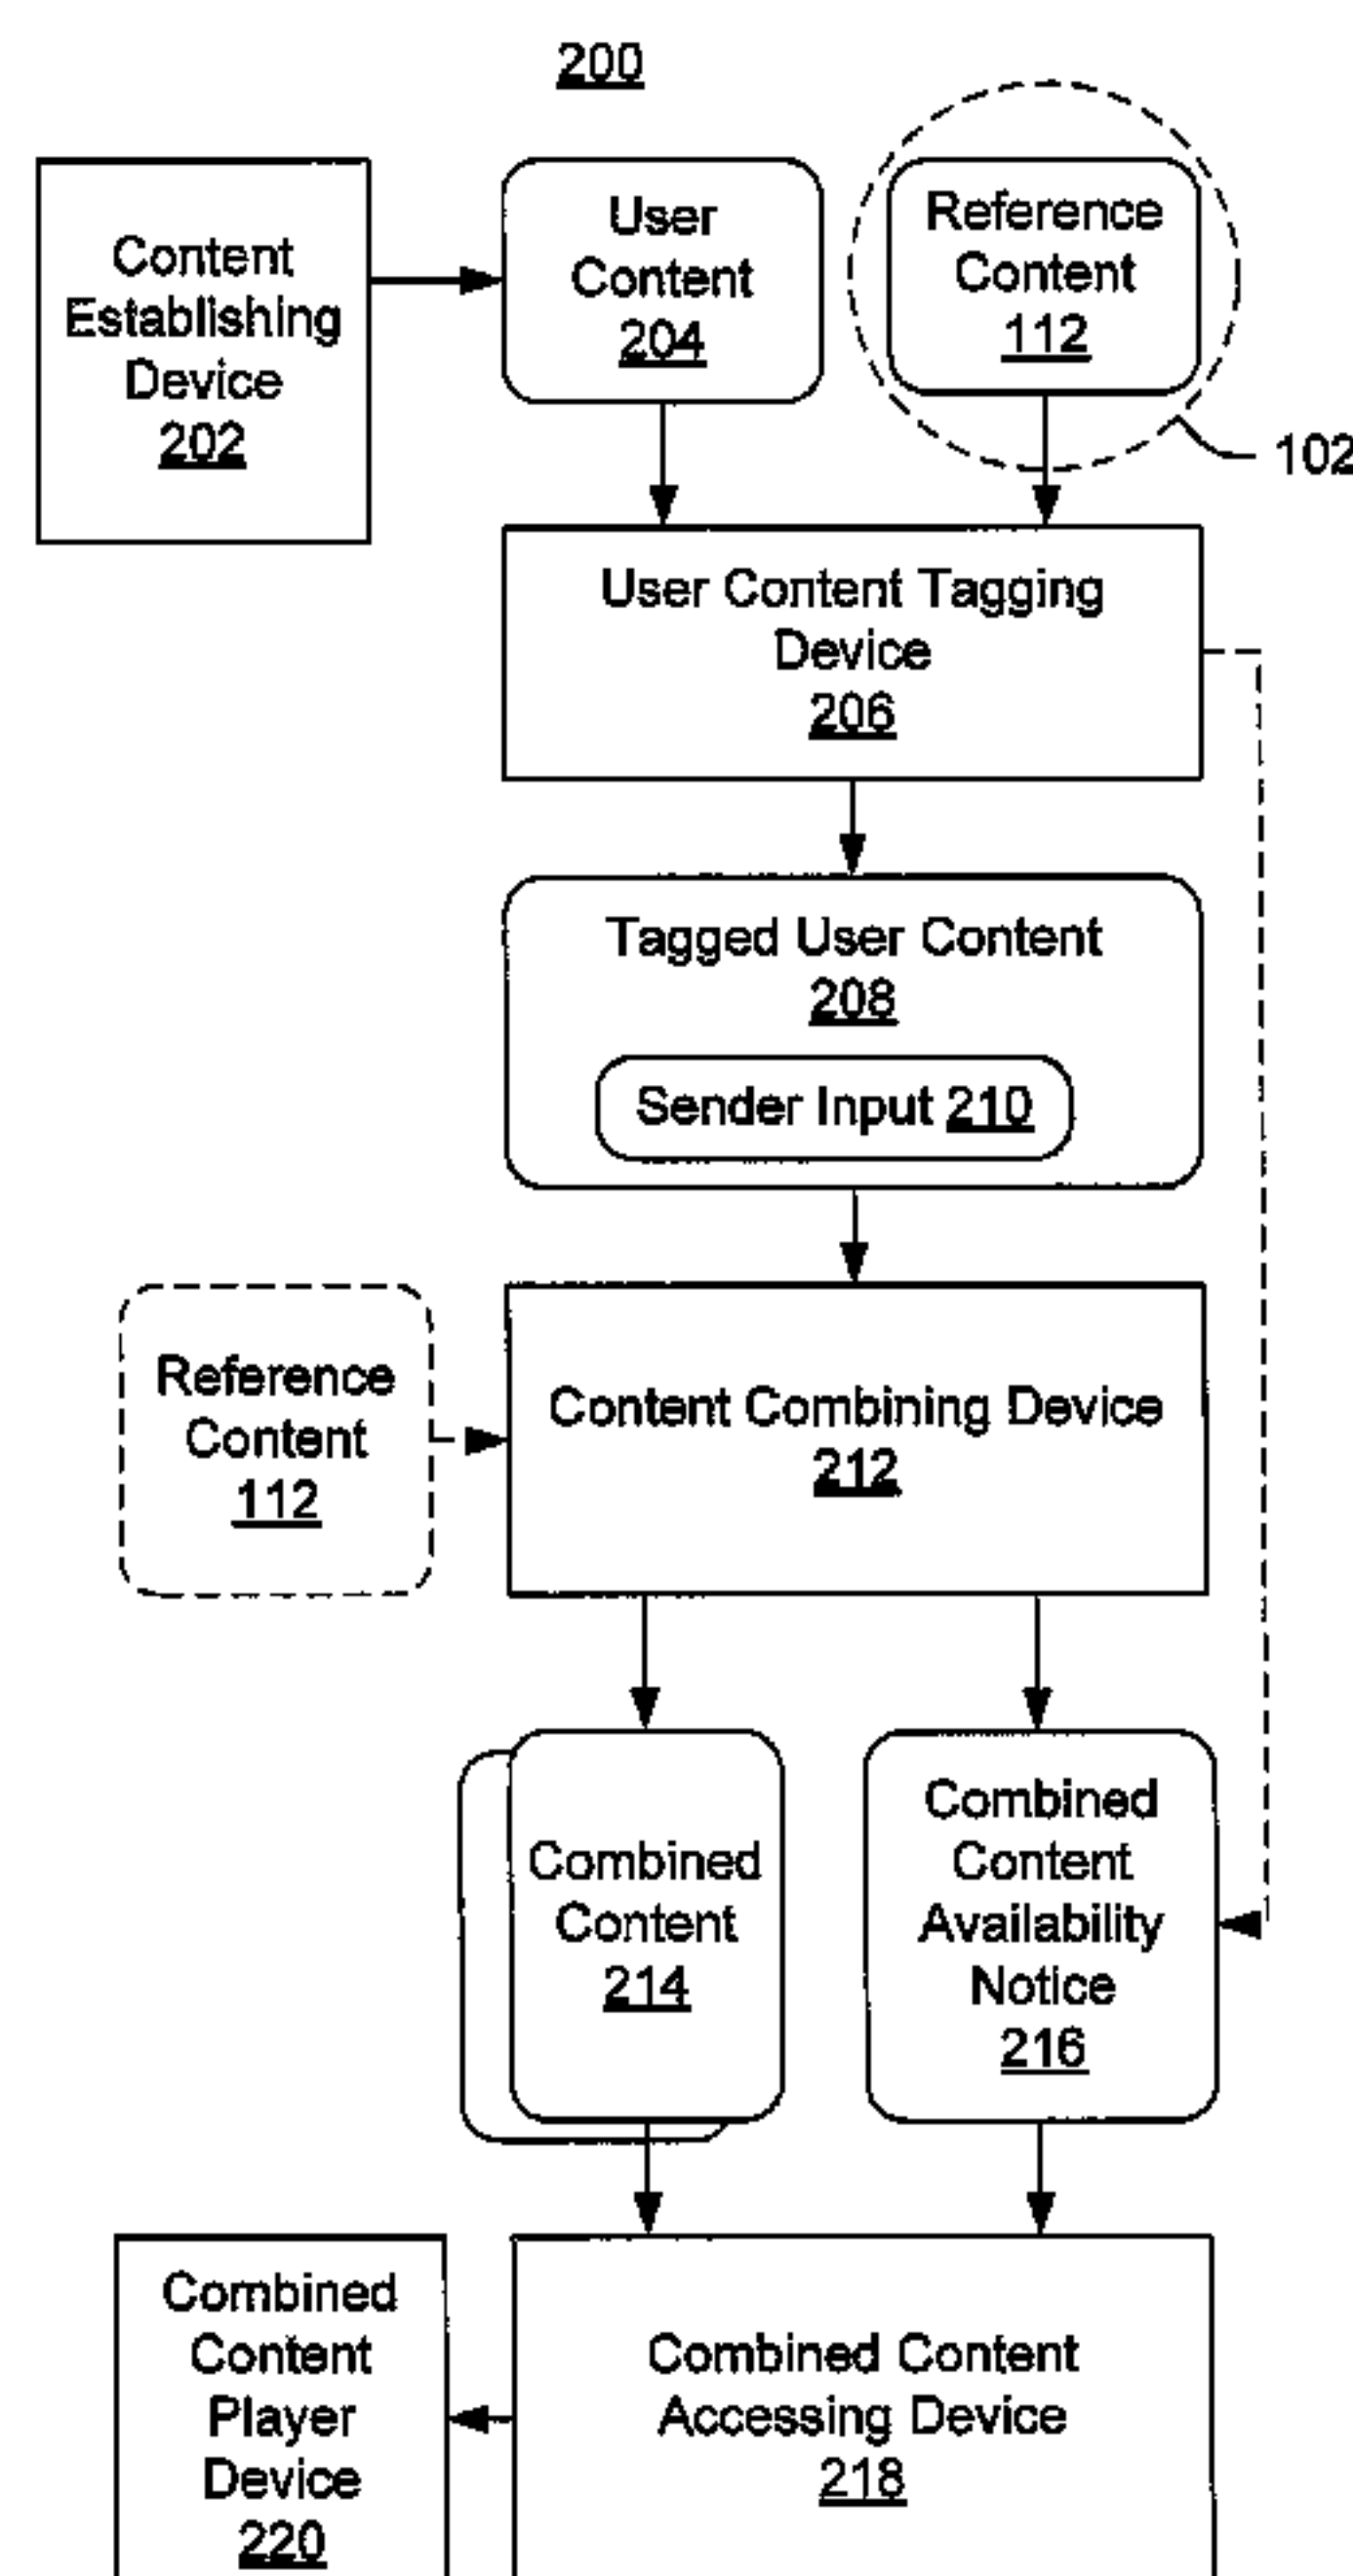 200
Content
Establishing
Device
202
User
Content
204
Reference
Content
112
102
User Content Tagging
Device
206
Tagged User Content
208
Sender Input 210
Reference
Content
112
Content Combining Device
212
Combined
Content
214
Combined
Content
Availability
Notice
216
Combined
Content
Player
Device
220
Combined Content
Accessing Device
218